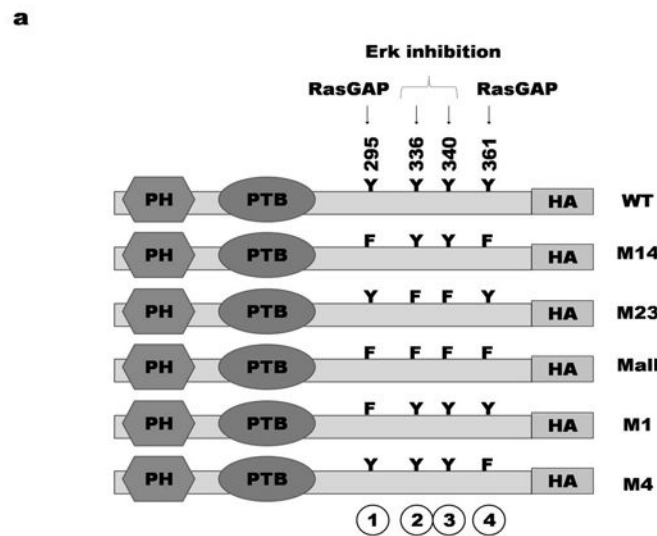 a
Erk inhibition
RasGAP RasGAP
295 336 340 361
PH PTB Y Y Y Y HA WT
PH PTB F Y Y F HA M14
PH PTB Y F F Y HA M23
PH PTB F F F F HA Mall
PH PTB F Y Y Y HA M1
PH PTB Y Y Y F HA M4
1 2 3 4